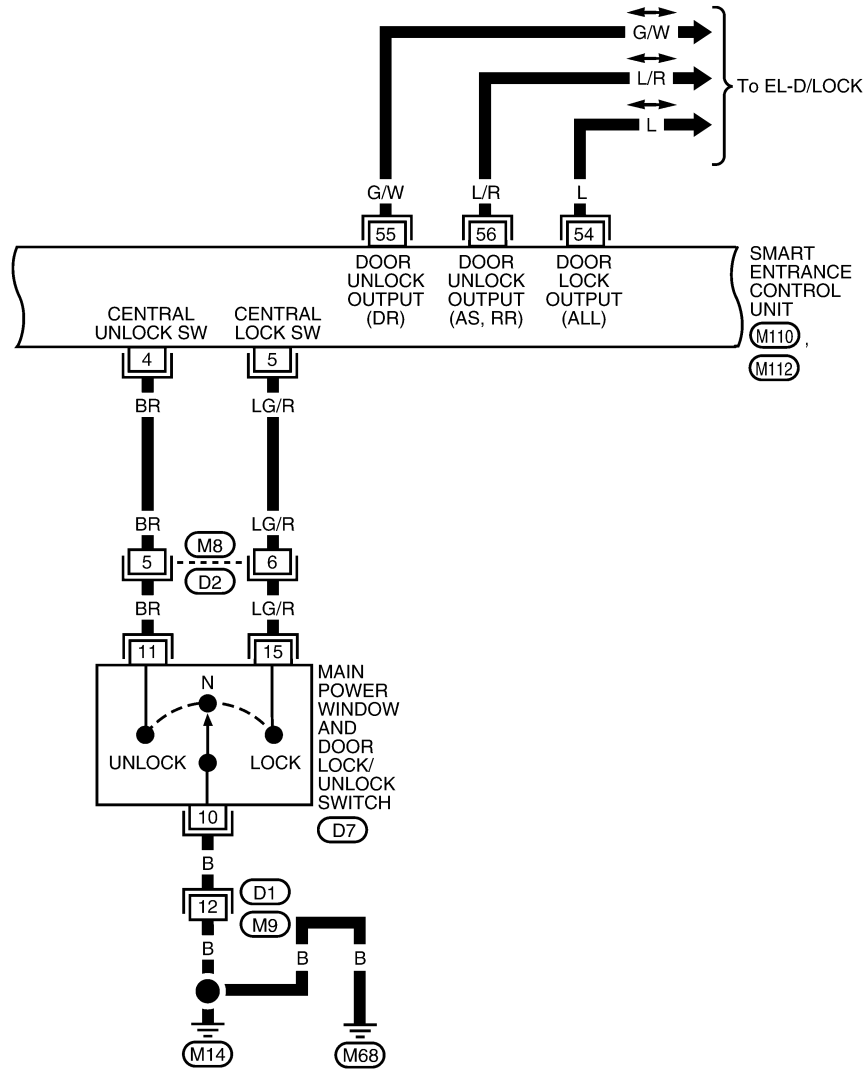 G/W
L/R
To EL-D/LOCK
L
G/W
L/R
L
55
56
54
DOOR
UNLOCK
OUTPUT
(DR)
DOOR
UNLOCK
OUTPUT
(AS, RR)
DOOR
LOCK
OUTPUT
(ALL)
SMART
ENTRANCE
CONTROL
UNIT
M110 ,
M112
CENTRAL
UNLOCK SW
CENTRAL
LOCK SW
4
5
BR
LG/R
BR
LG/R
5
M8
D2
6
BR
LG/R
11
15
N
UNLOCK
LOCK
MAIN
POWER
WINDOW
AND
DOOR
LOCK/
UNLOCK
SWITCH
D7
10
B
12
D1
M9
B
B
B
M14
M68